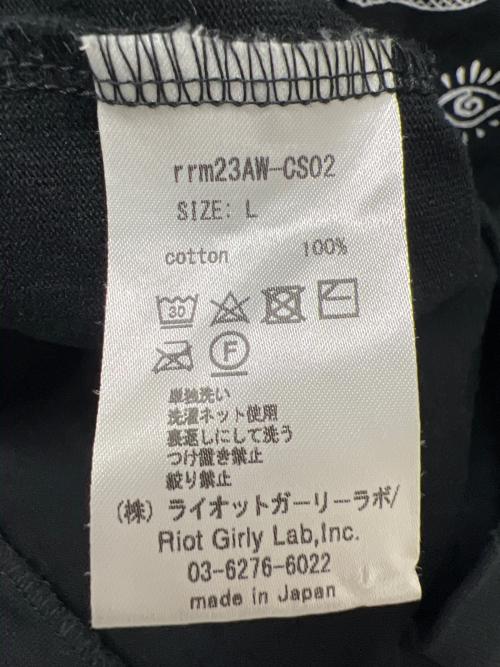 rrm23AW-CS02
SIZE: L
cotton 100%
30
F
単独洗い
洗濯ネット使用
裏返しにして洗う
つけ置き禁止
絞り禁止
(株) ライオットガーリーラボ/
Riot Girly Lab,Inc.
03-6276-6022
made in Japan